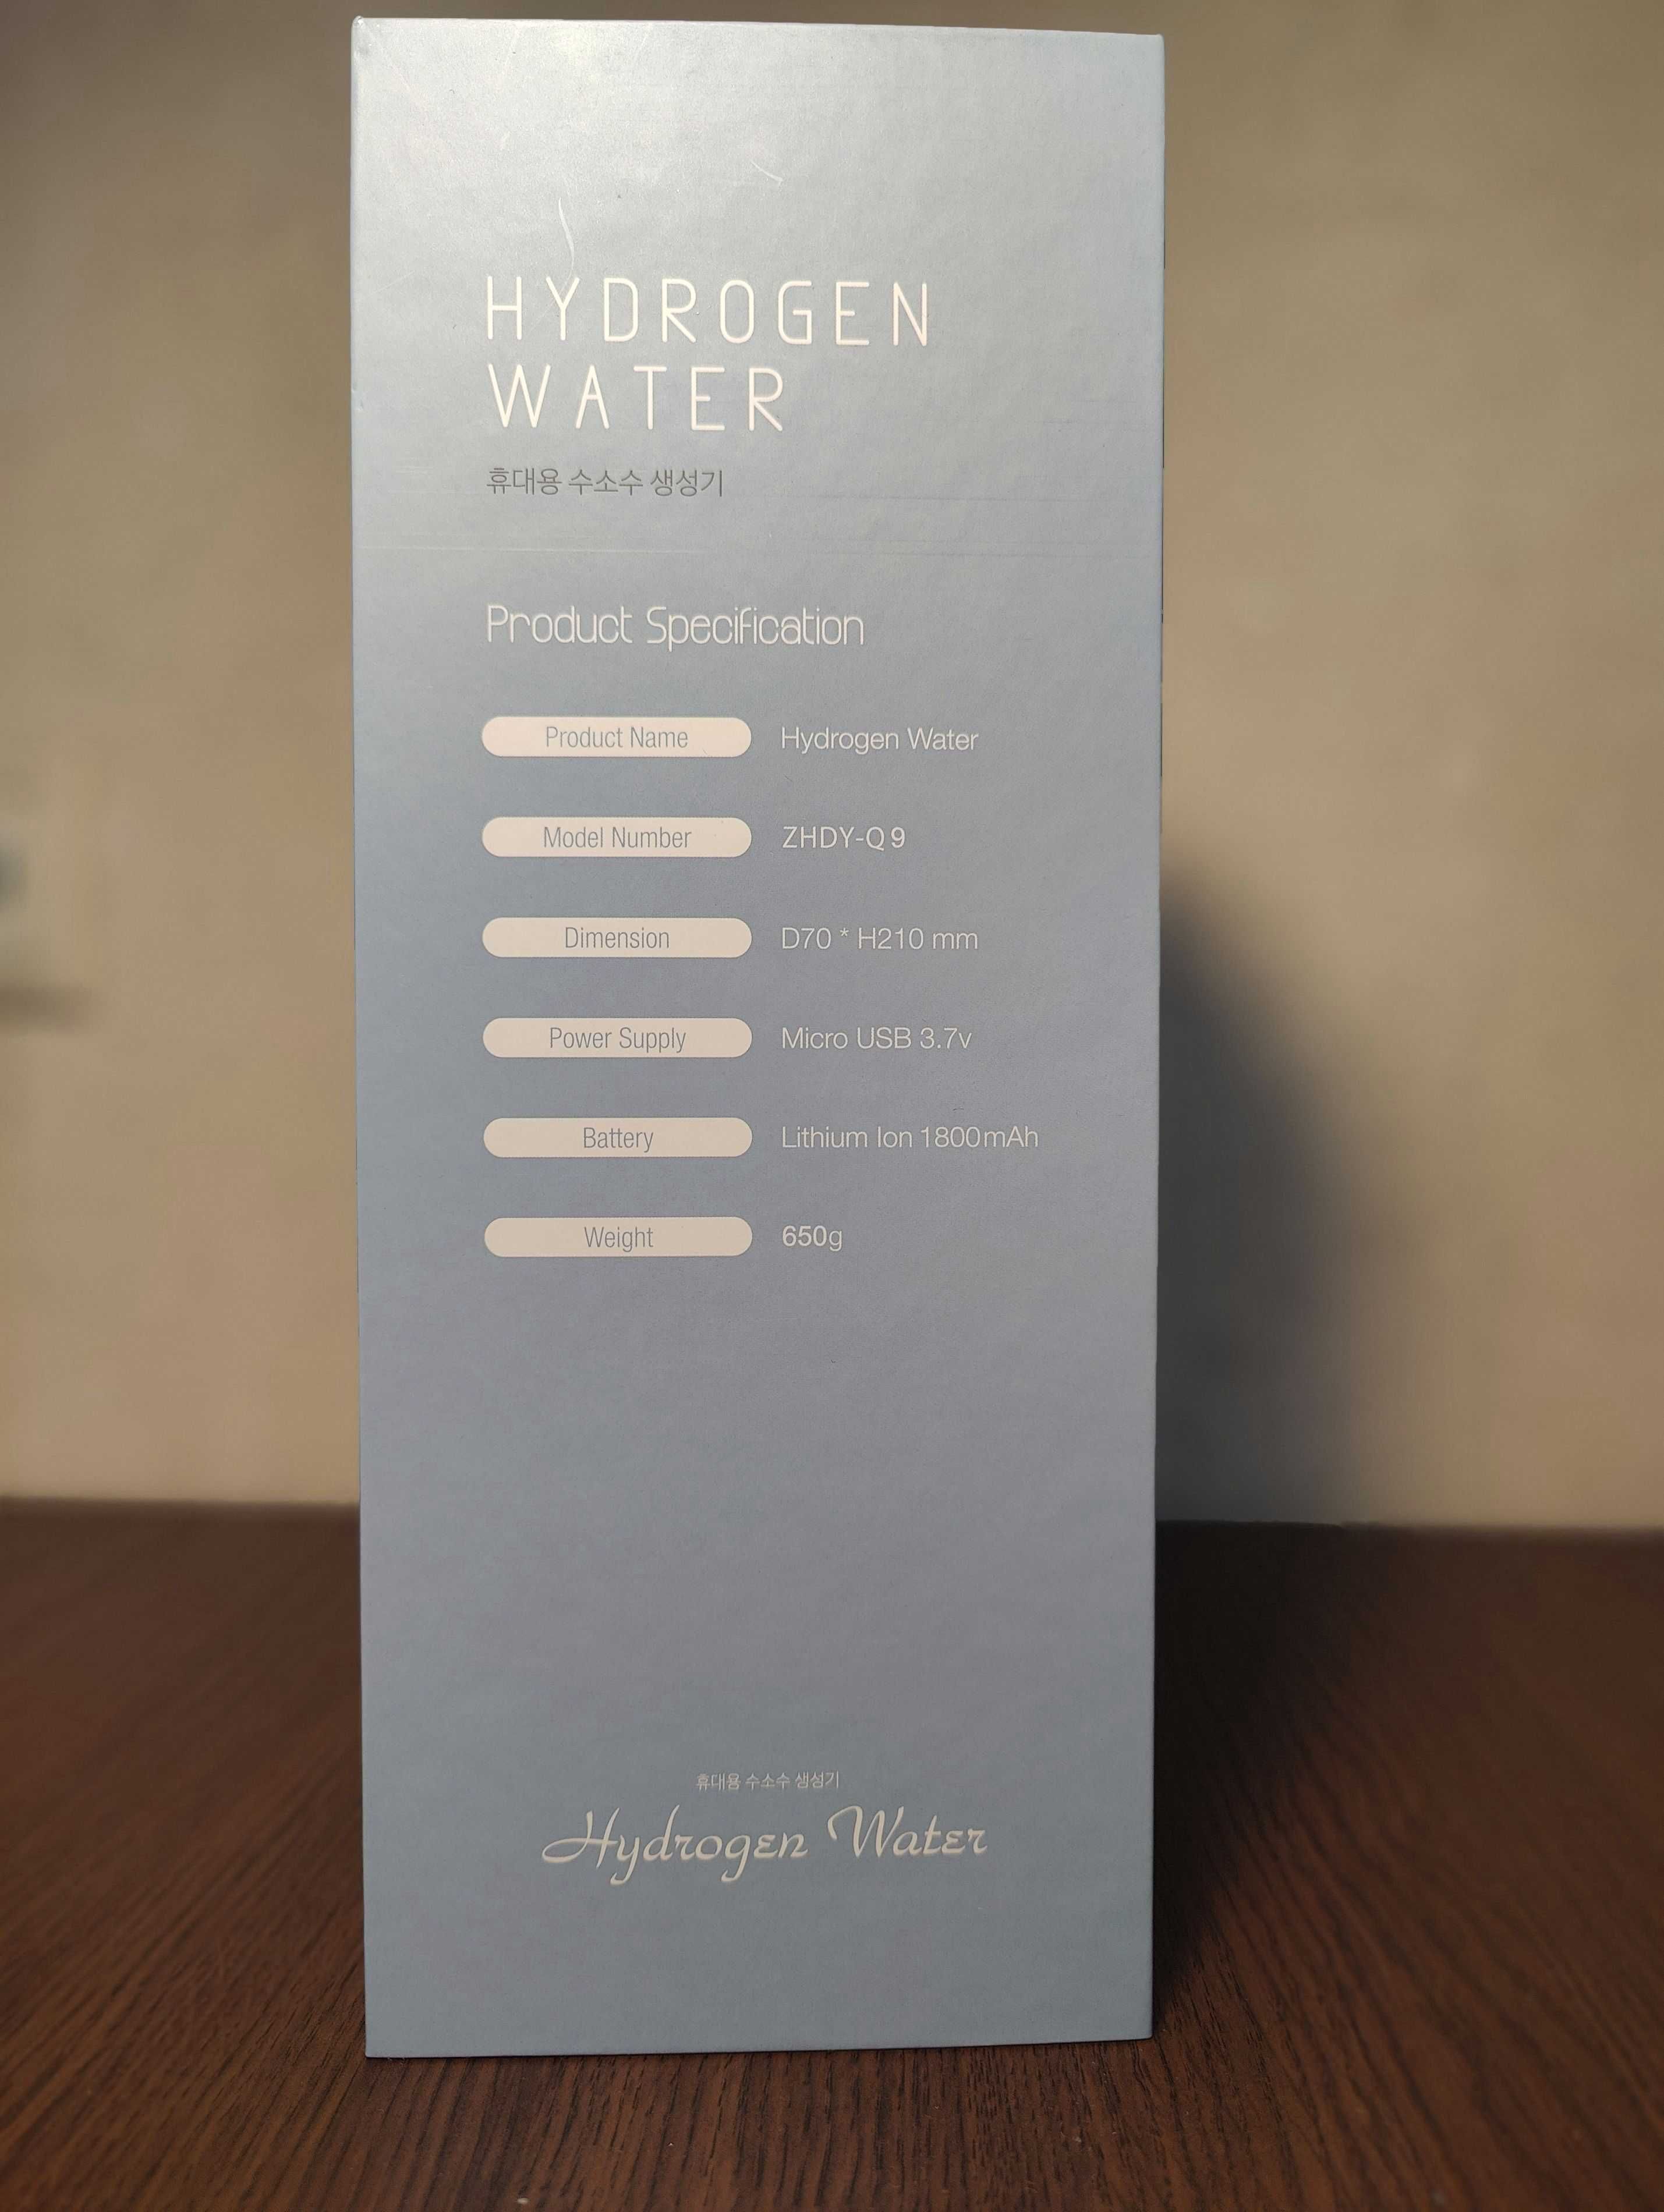 HYDROGEN
WATER
휴대용 수소수 생성기
Product Specification
Product Name Hydrogen Water
Model Number ZHDY-Q9
Dimension D70 * H210 mm
Power Supply Micro USB 3.7v
Battery Lithium Ion 1800mAh
Weight 650g
휴대용 수소수 생성기
Hydrogen Water